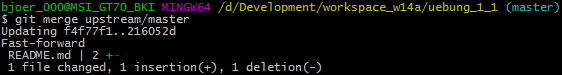 bjoer_000@MSI_GT70_BKI MINGW64 /d/Development/workspace_w14a/uebung_1_1 (master)
$ git merge upstream/master
Updating f4f77f1..216052d
Fast-forward
 README.md | 2 +-
 1 file changed, 1 insertion(+), 1 deletion(-)